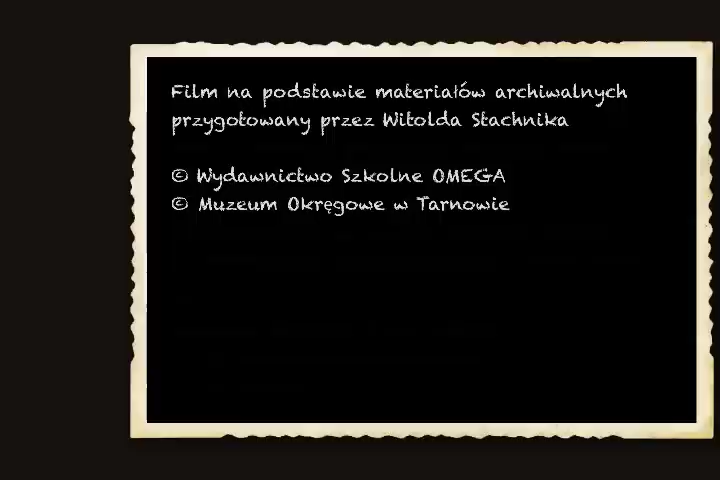 Film na podstawie materiałów archiwalnych
przygotowany przez Witolda Stachnika
© Wydawnictwo Szkolne OMEGA
© Muzeum Okręgowe w Tarnowie